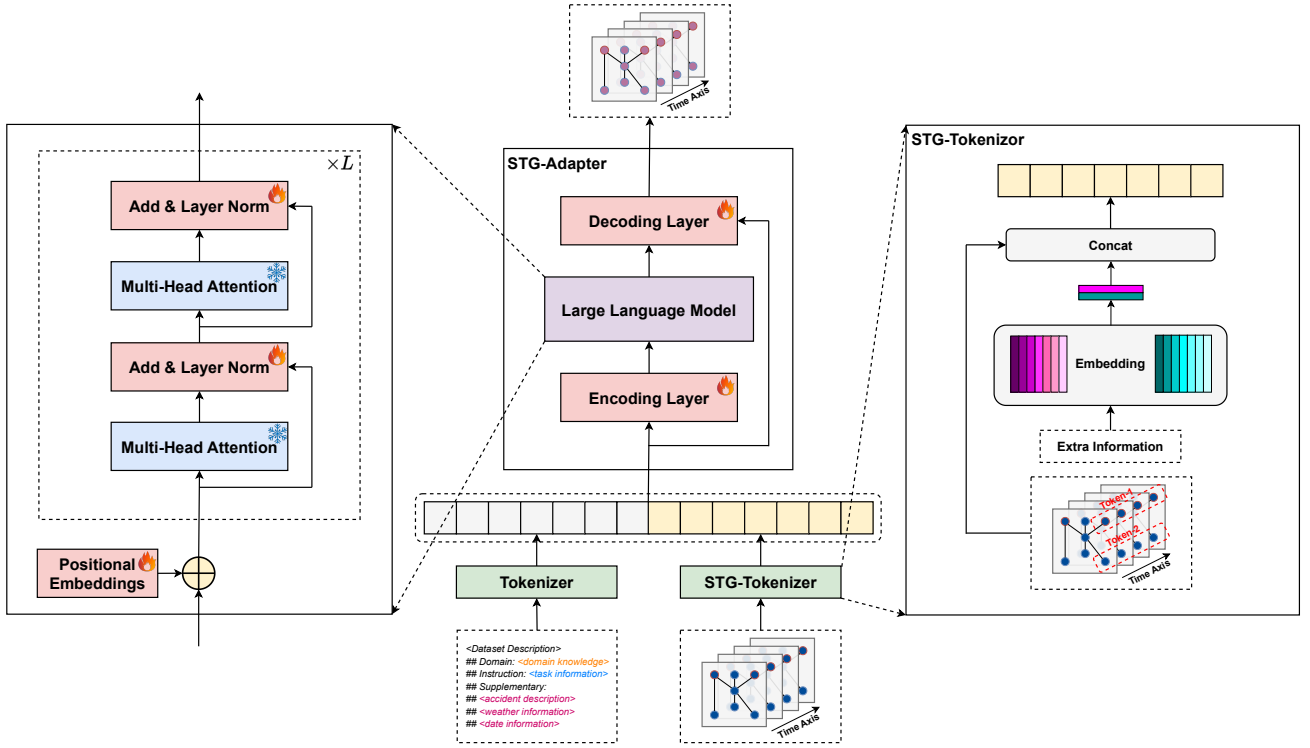 Time Axis
× L
Add & Layer Norm
Multi-Head Attention
Add & Layer Norm
Multi-Head Attention
Positional
Embeddings
STG-Adapter
Decoding Layer
Large Language Model
Encoding Layer
Tokenizer
STG-Tokenizer
<Dataset Description>
## Domain: <domain knowledge>
## Instruction: <task information>
## Supplementary:
## <accident description>
## <weather information>
## <date information>
Time Axis
STG-Tokenizor
Concat
Embedding
Extra Information
Token-1
Token-2
Time Axis